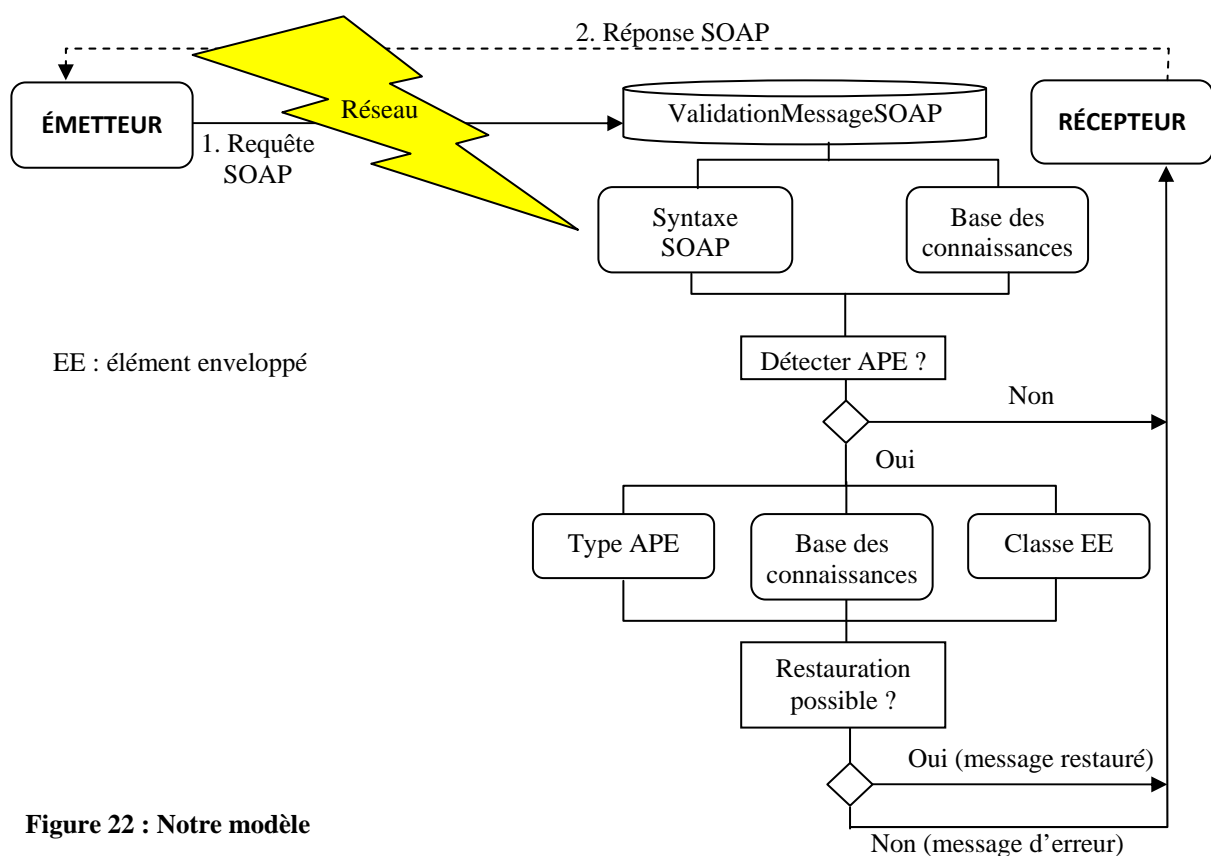 2. Réponse SOAP
ÉMETTEUR
Réseau
ValidationMessageSOAP
RÉCEPTEUR
1. Requête
SOAP
Syntaxe
SOAP
Base des
connaissances
EE : élément enveloppé
Détecter APE ?
Non
Oui
Type APE
Base des
connaissances
Classe EE
Restauration
possible ?
Oui (message restauré)
Figure 22 : Notre modèle
Non (message d’erreur)